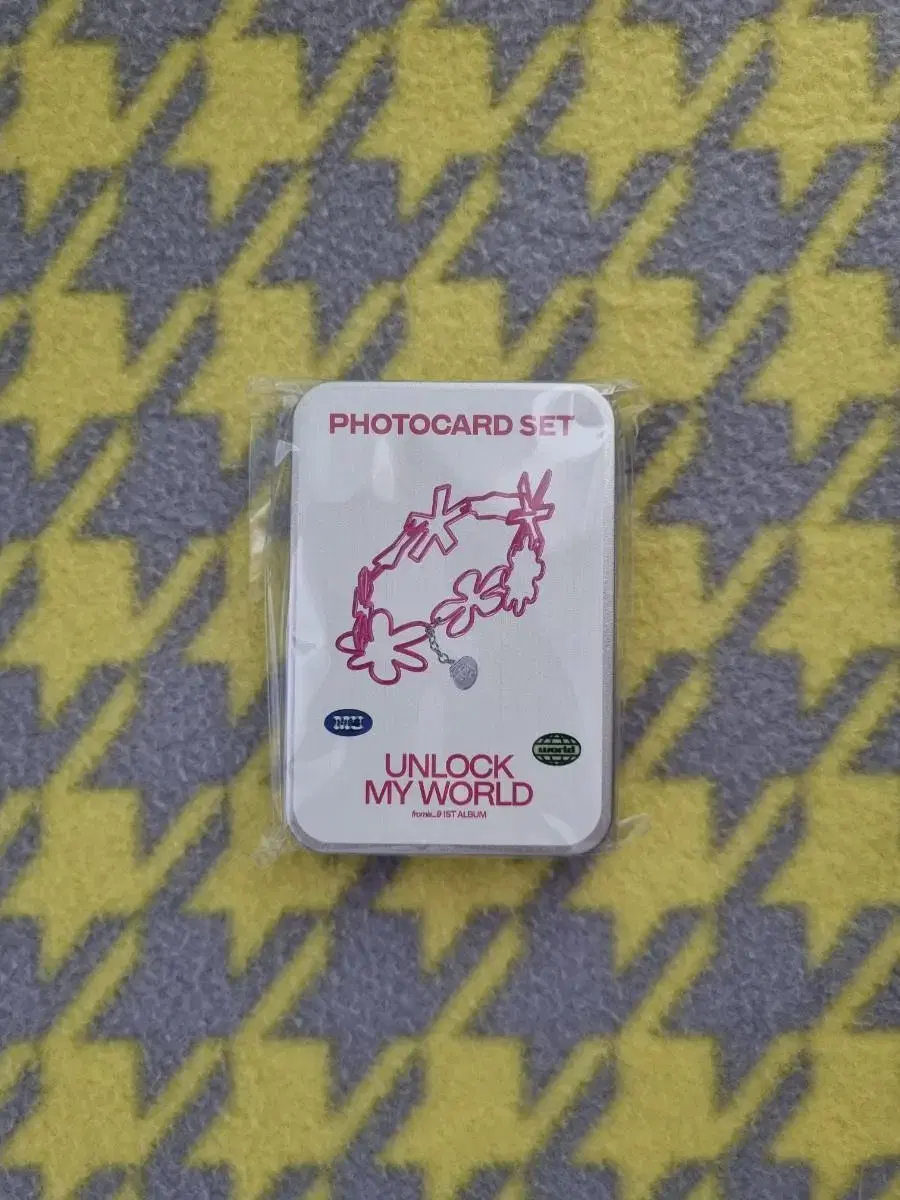 PHOTOCARD SET
MU
world
UNLOCK
MY WORLD
fromis_9 1ST ALBUM